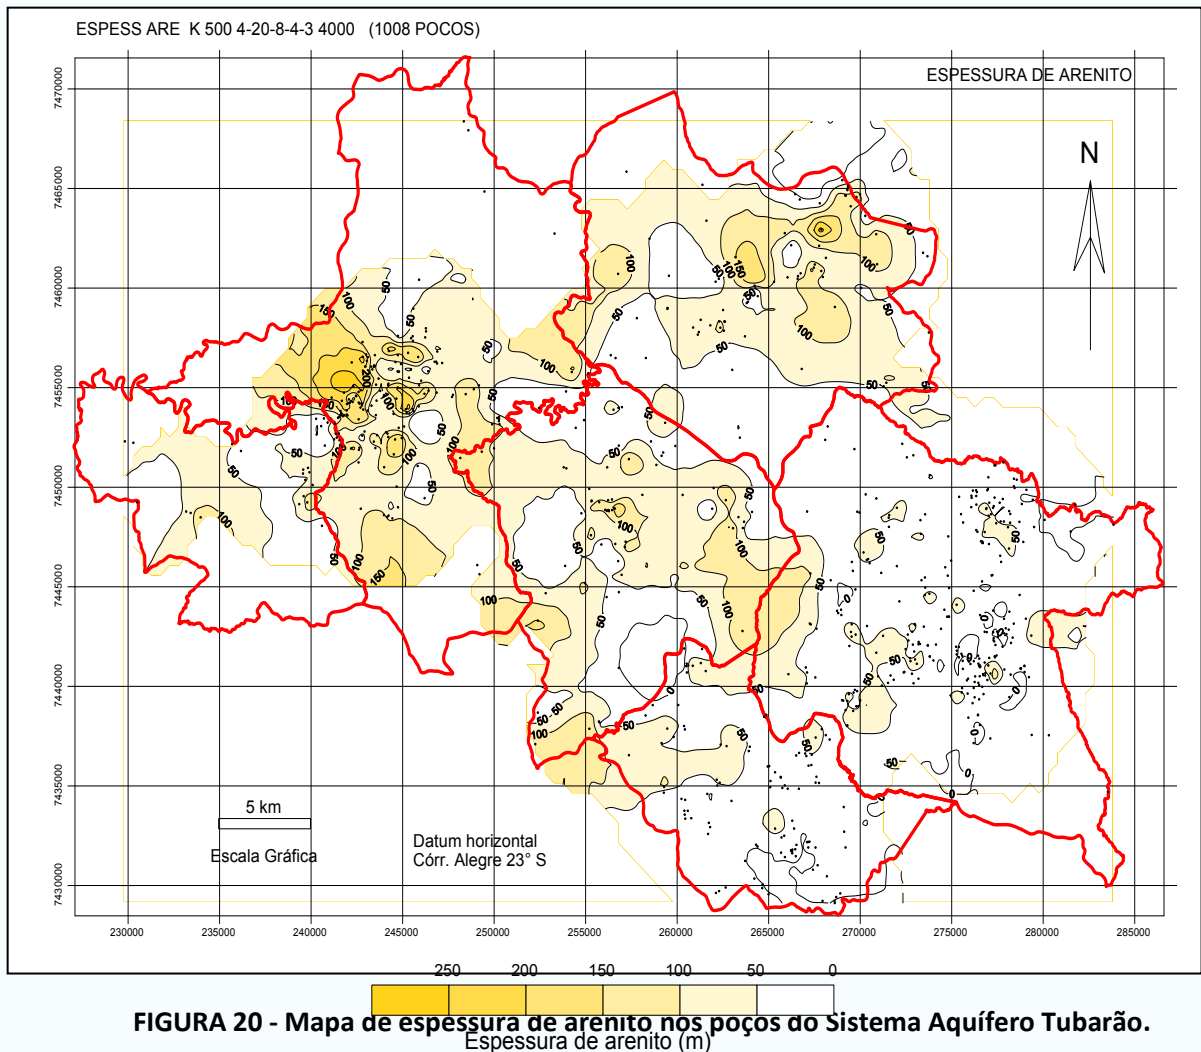 ESPESS ARE K 500 4-20-8-4-3 4000 (1008 POCOS)
ESPESSURA DE ARENITO
N
7470000
7465000
7460000
7455000
7450000
7445000
7440000
7435000
7430000
5 km
Escala Gráfica
Datum horizontal
Córr. Alegre 23° S
230000 235000 240000 245000 250000 255000 260000 265000 270000 275000 280000 285000
250 200 150 100 50 0
FIGURA 20 - Mapa de espessura de arenito nos poços do Sistema Aquífero Tubarão.
Espessura de arenito (m)